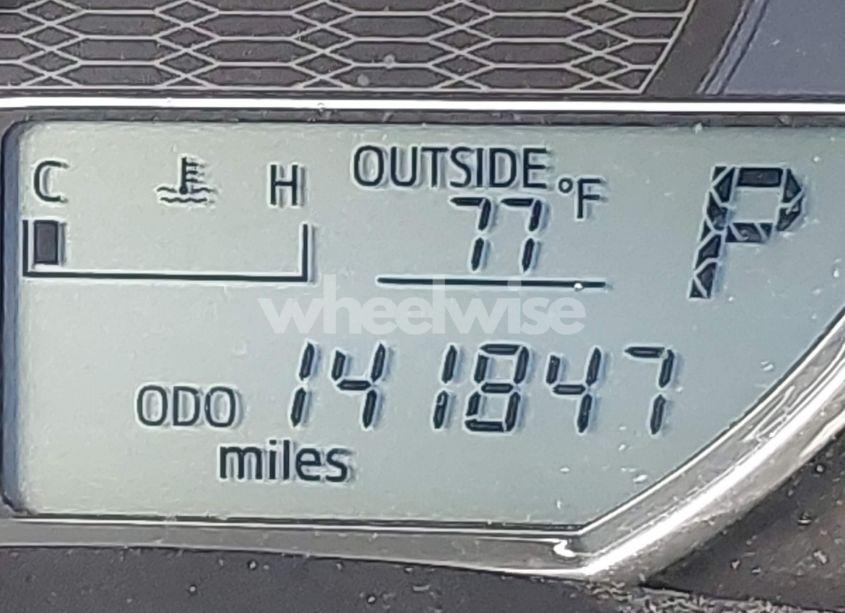 C H OUTSIDE
77 °F P
wheelwise
ODO 141847
miles